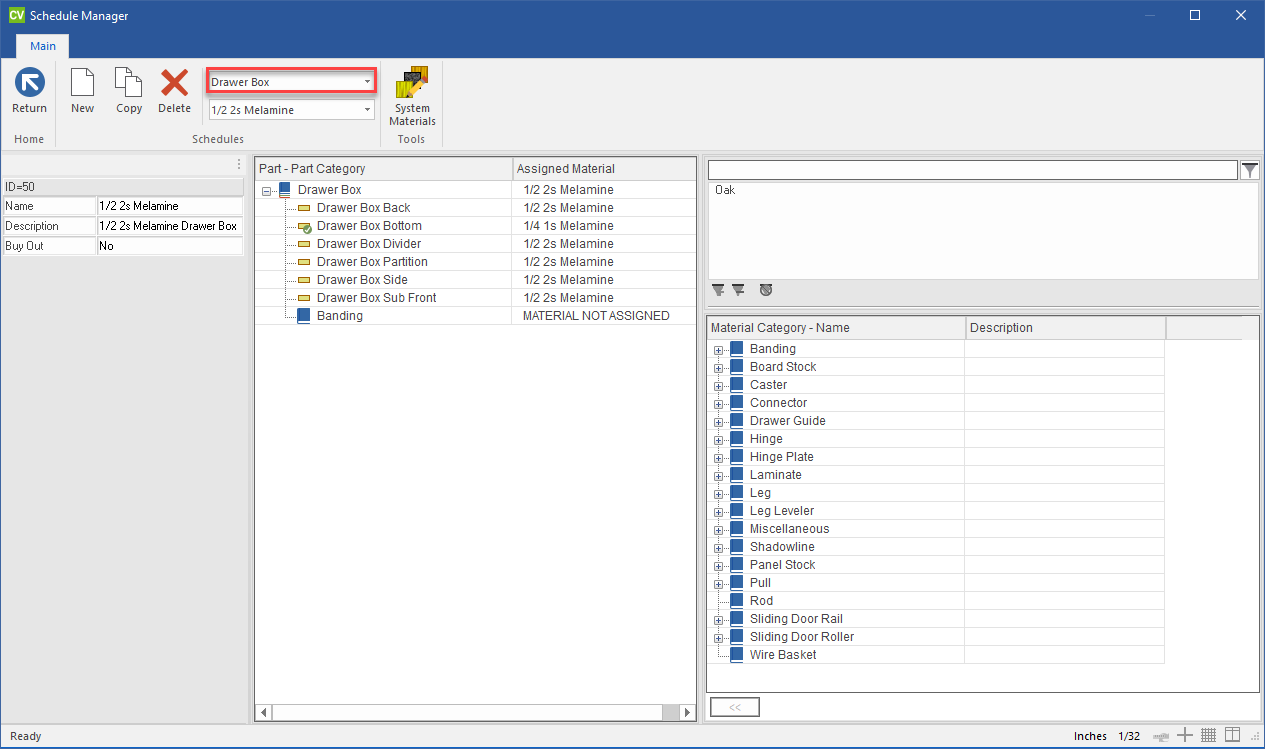 CV Schedule Manager
Main
Return
New
Copy
Delete
Drawer Box
1/2 2s Melamine
System
Materials
Home
Schedules
Tools
ID=50
Name 1/2 2s Melamine
Description 1/2 2s Melamine Drawer Box
Buy Out No
Part - Part Category Assigned Material
Drawer Box 1/2 2s Melamine
Drawer Box Back 1/2 2s Melamine
Drawer Box Bottom 1/4 1s Melamine
Drawer Box Divider 1/2 2s Melamine
Drawer Box Partition 1/2 2s Melamine
Drawer Box Side 1/2 2s Melamine
Drawer Box Sub Front 1/2 2s Melamine
Banding MATERIAL NOT ASSIGNED
Oak
Material Category - Name Description
Banding
Board Stock
Caster
Connector
Drawer Guide
Hinge
Hinge Plate
Laminate
Leg
Leg Leveler
Miscellaneous
Shadowline
Panel Stock
Pull
Rod
Sliding Door Rail
Sliding Door Roller
Wire Basket
<<
Ready
Inches 1/32